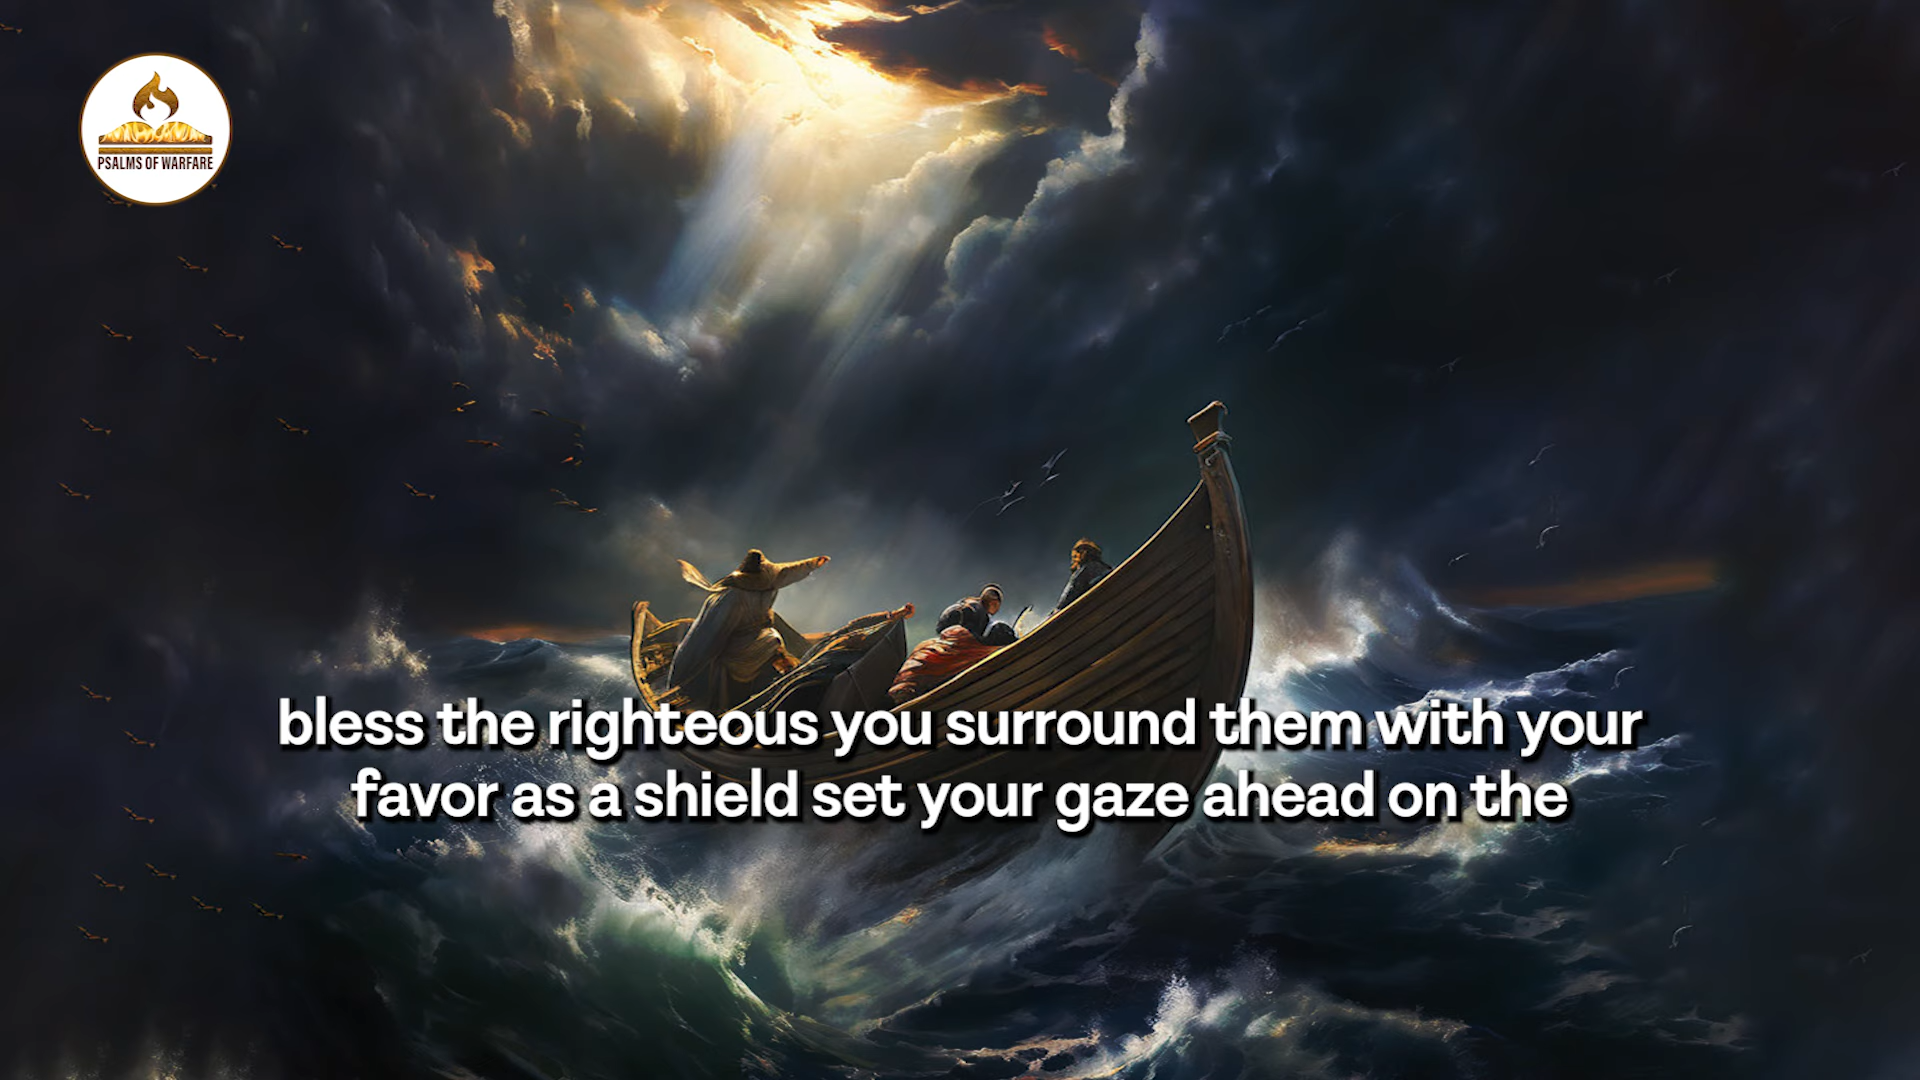 PSALMS OF WARFARE
bless the righteous you surround them with your
favor as a shield set your gaze ahead on the